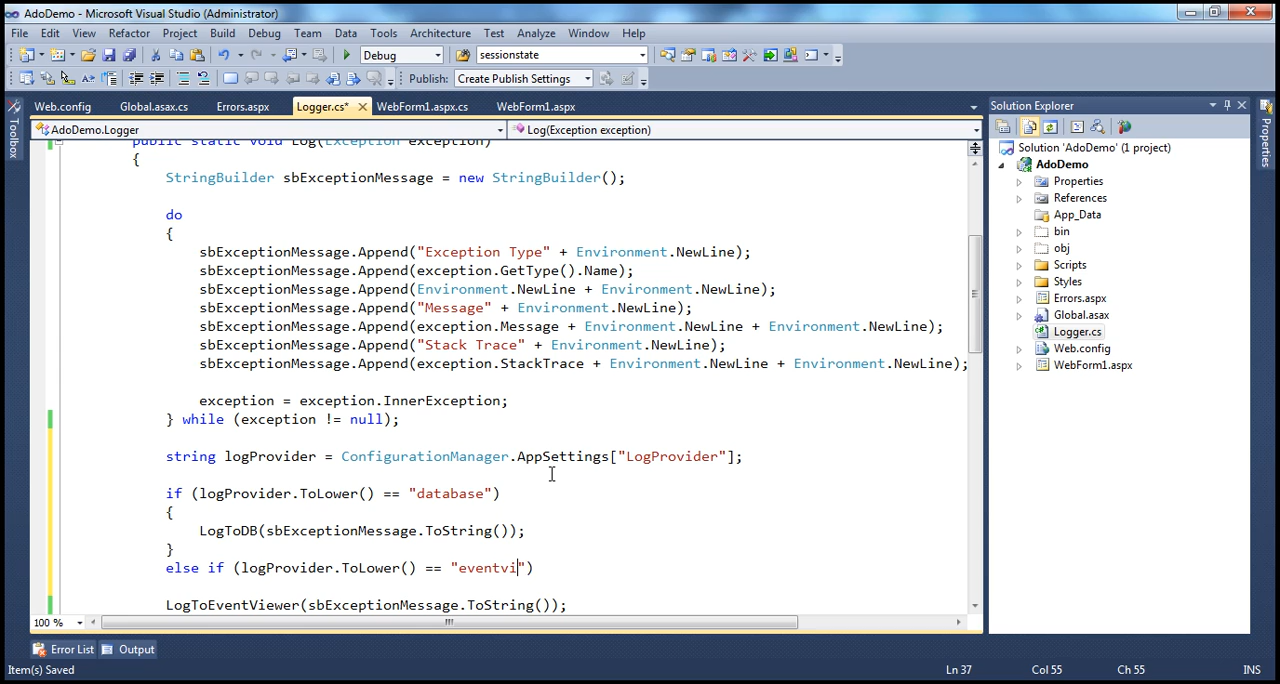 AdoDemo - Microsoft Visual Studio (Administrator)
File Edit View Refactor Project Build Debug Team Data Tools Architecture Test Analyze Window Help
Debug sessionstate
Publish: Create Publish Settings
Web.config Global.asax.cs Errors.aspx Logger.cs* WebForm1.aspx.cs WebForm1.aspx
AdoDemo.Logger Log(Exception exception)
public static void Log(Exception exception)
{
StringBuilder sbExceptionMessage = new StringBuilder();
do
{
sbExceptionMessage.Append("Exception Type" + Environment.NewLine);
sbExceptionMessage.Append(exception.GetType().Name);
sbExceptionMessage.Append(Environment.NewLine + Environment.NewLine);
sbExceptionMessage.Append("Message" + Environment.NewLine);
sbExceptionMessage.Append(exception.Message + Environment.NewLine + Environment.NewLine);
sbExceptionMessage.Append("Stack Trace" + Environment.NewLine);
sbExceptionMessage.Append(exception.StackTrace + Environment.NewLine + Environment.NewLine);
exception = exception.InnerException;
} while (exception != null);
string logProvider = ConfigurationManager.AppSettings["LogProvider"];
if (logProvider.ToLower() == "database")
{
LogToDB(sbExceptionMessage.ToString());
}
else if (logProvider.ToLower() == "eventvi")
LogToEventViewer(sbExceptionMessage.ToString());
100 %
Toolbox
Solution Explorer
Solution 'AdoDemo' (1 project)
AdoDemo
Properties
References
App_Data
bin
obj
Scripts
Styles
Errors.aspx
Global.asax
Logger.cs
Web.config
WebForm1.aspx
Properties
Error List Output
Item(s) Saved Ln 37 Col 55 Ch 55 INS